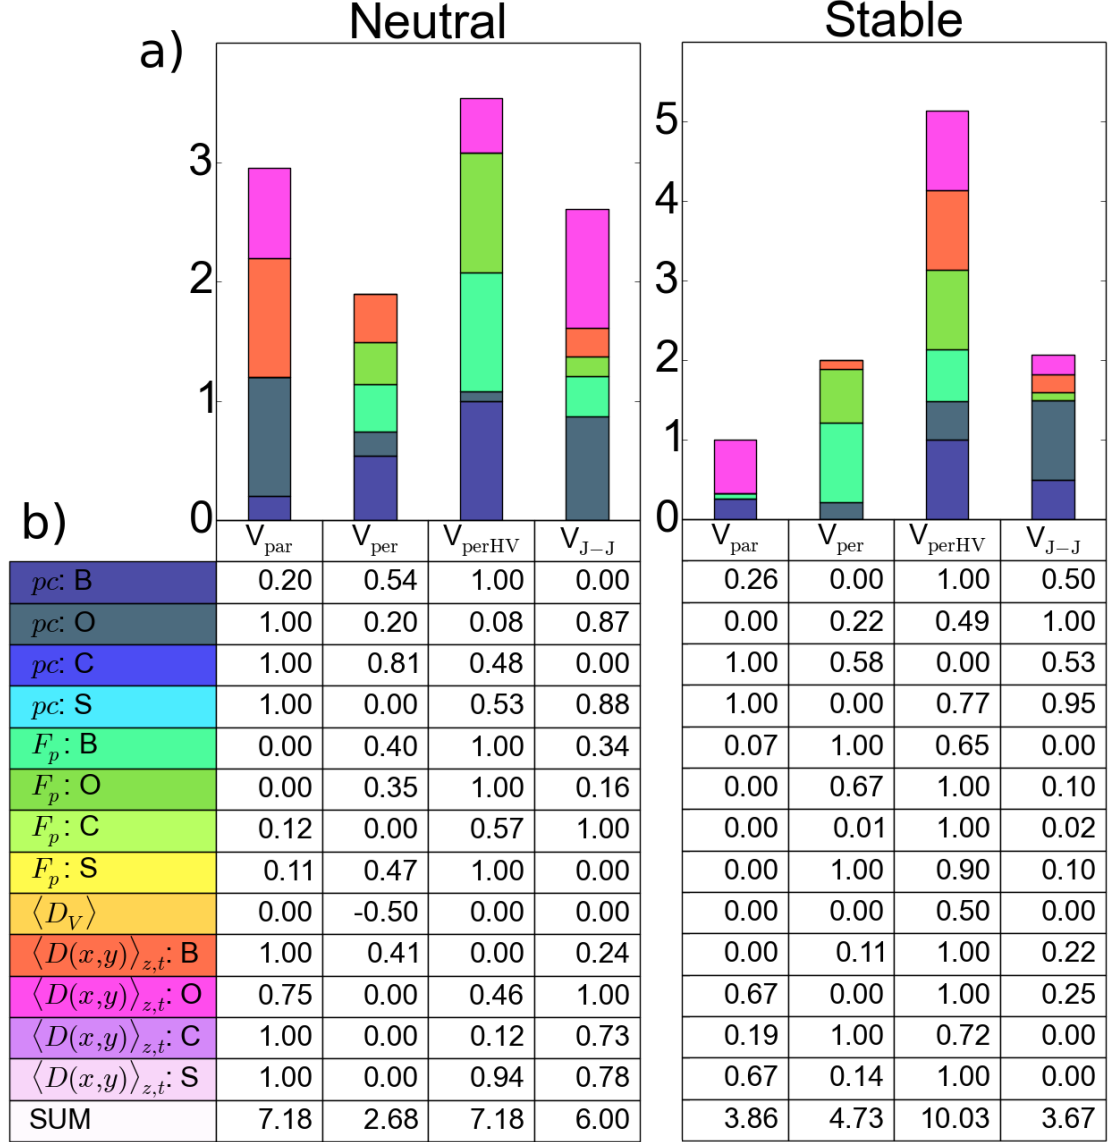 Neutral Stable
a)
3
2
1
0
5
4
3
2
1
0
b)
V_par V_per V_perHV V_J−J V_par V_per V_perHV V_J−J
pc: B 0.20 0.54 1.00 0.00 0.26 0.00 1.00 0.50
pc: O 1.00 0.20 0.08 0.87 0.00 0.22 0.49 1.00
pc: C 1.00 0.81 0.48 0.00 1.00 0.58 0.00 0.53
pc: S 1.00 0.00 0.53 0.88 1.00 0.00 0.77 0.95
F_p: B 0.00 0.40 1.00 0.34 0.07 1.00 0.65 0.00
F_p: O 0.00 0.35 1.00 0.16 0.00 0.67 1.00 0.10
F_p: C 0.12 0.00 0.57 1.00 0.00 0.01 1.00 0.02
F_p: S 0.11 0.47 1.00 0.00 0.00 1.00 0.90 0.10
⟨D_V⟩ 0.00 -0.50 0.00 0.00 0.00 0.00 0.50 0.00
⟨D(x,y)⟩_z,t: B 1.00 0.41 0.00 0.24 0.00 0.11 1.00 0.22
⟨D(x,y)⟩_z,t: O 0.75 0.00 0.46 1.00 0.67 0.00 1.00 0.25
⟨D(x,y)⟩_z,t: C 1.00 0.00 0.12 0.73 0.19 1.00 0.72 0.00
⟨D(x,y)⟩_z,t: S 1.00 0.00 0.94 0.78 0.67 0.14 1.00 0.00
SUM 7.18 2.68 7.18 6.00 3.86 4.73 10.03 3.67